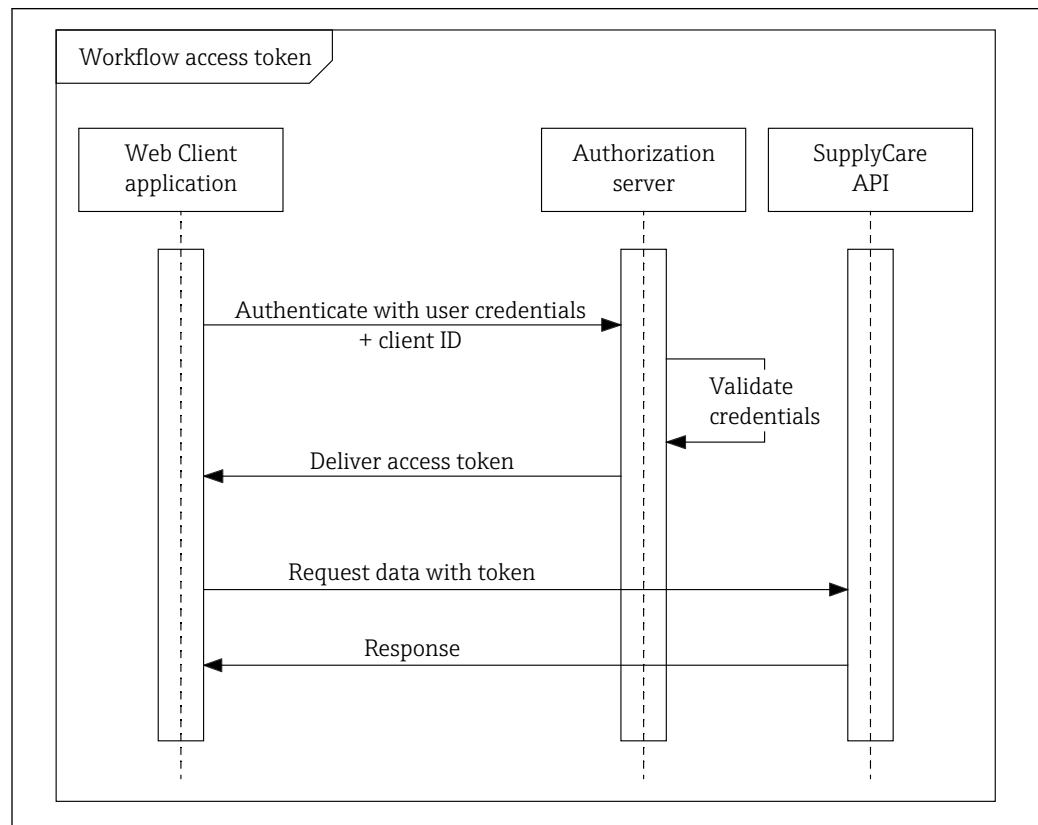 Workflow access token
Web Client
application
Authorization
server
SupplyCare
API
Authenticate with user credentials
+ client ID
Validate
credentials
Deliver access token
Request data with token
Response